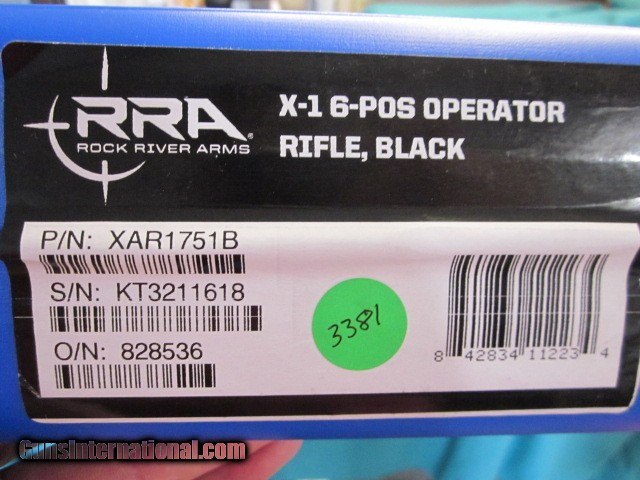 RRA
ROCK RIVER ARMS
X-1 6-POS OPERATOR
RIFLE, BLACK
P/N: XAR1751B
S/N: KT3211618
O/N: 828536
3381
8 42834 11223 4
GunsInternational.com